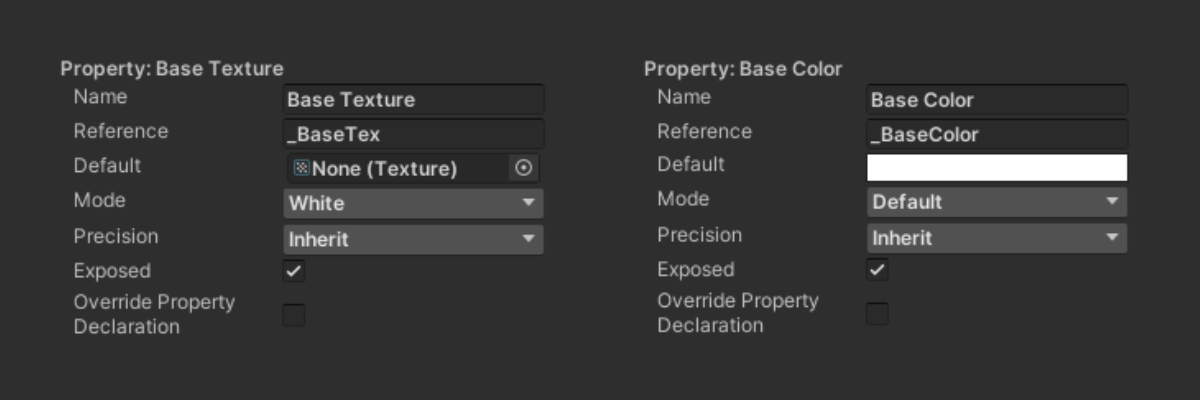 Property: Base Texture
Name Base Texture
Reference _BaseTex
Default None (Texture)
Mode White
Precision Inherit
Exposed
Override Property
Declaration
Property: Base Color
Name Base Color
Reference _BaseColor
Default
Mode Default
Precision Inherit
Exposed
Override Property
Declaration